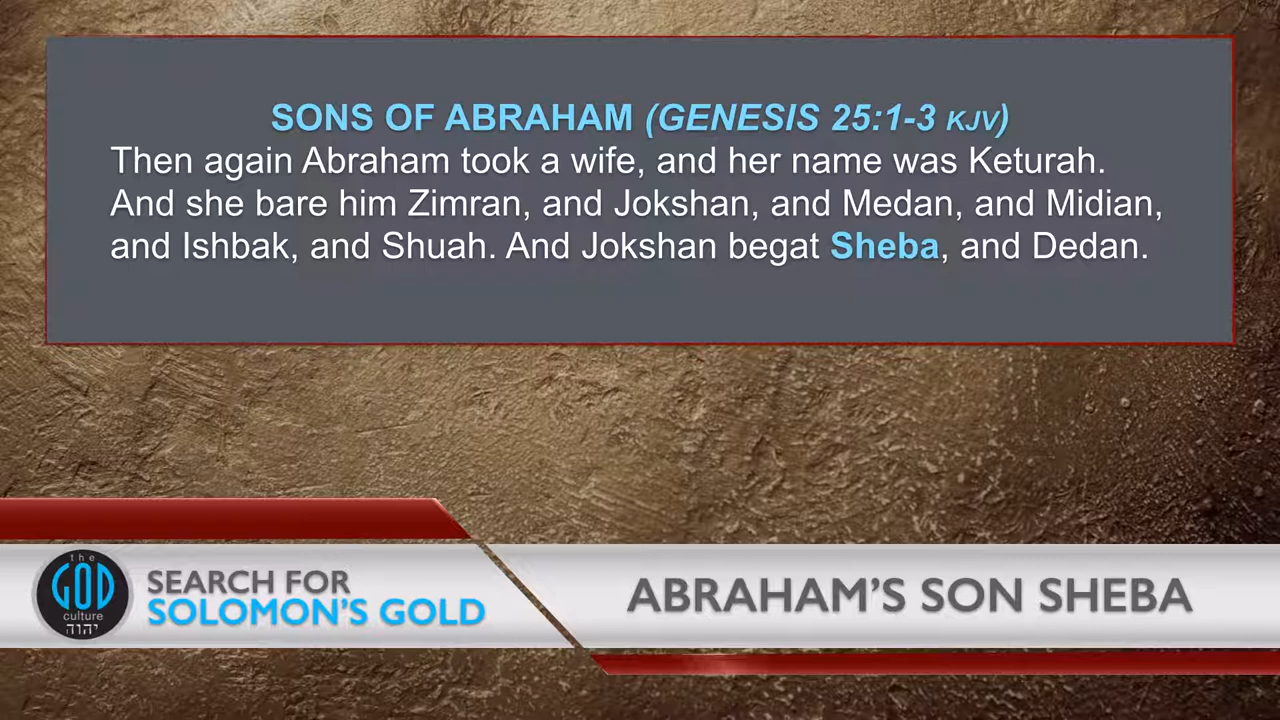 SONS OF ABRAHAM (GENESIS 25:1-3 KJV)
Then again Abraham took a wife, and her name was Keturah.
And she bare him Zimran, and Jokshan, and Medan, and Midian,
and Ishbak, and Shuah. And Jokshan begat Sheba, and Dedan.
the
GOD
culture
יהוה
SEARCH FOR
SOLOMON'S GOLD
ABRAHAM'S SON SHEBA